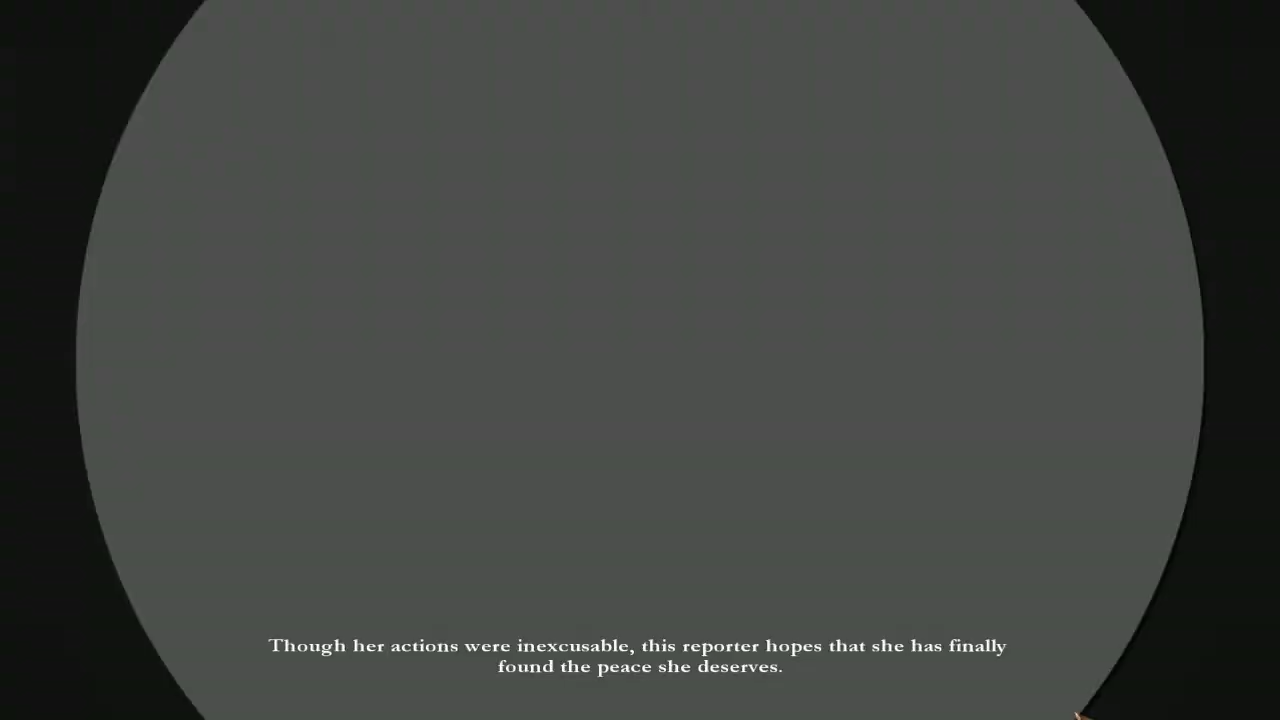 Though her actions were inexcusable, this reporter hopes that she has finally
found the peace she deserves.